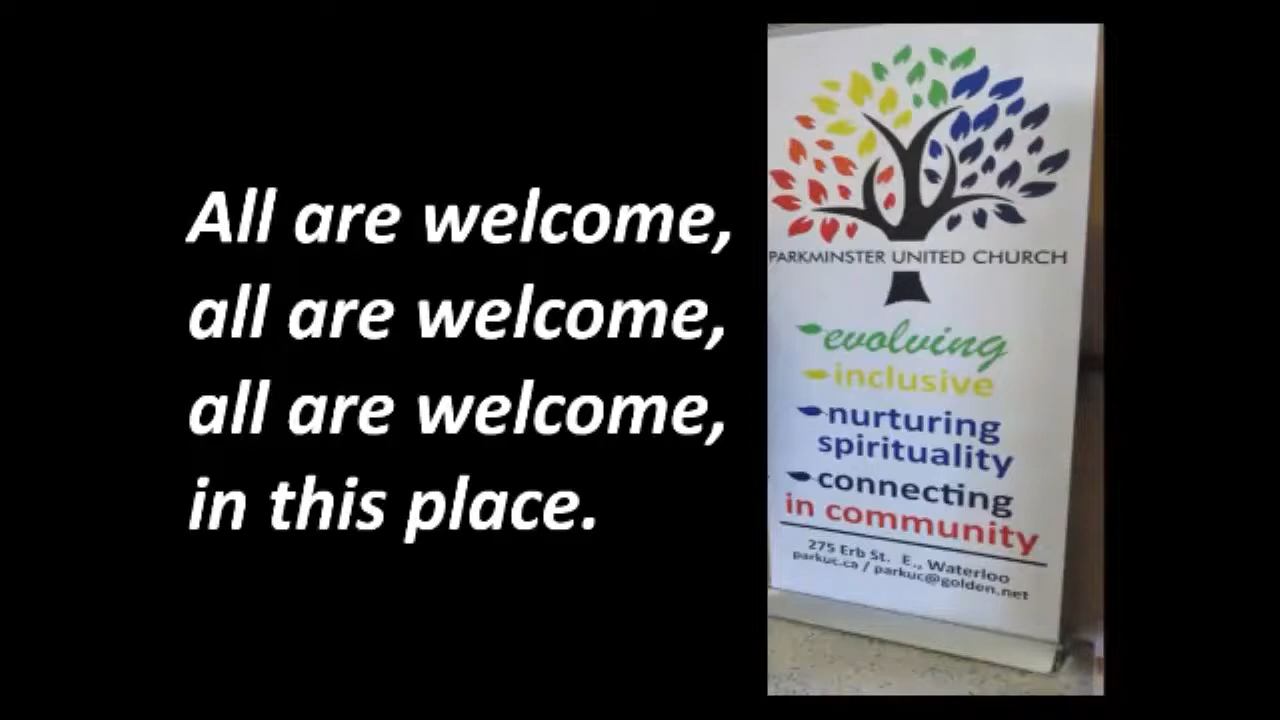 All are welcome,
all are welcome,
all are welcome,
in this place.
PARKMINSTER UNITED CHURCH
evolving
inclusive
nurturing
spirituality
connecting
in community
275 Erb St. E., Waterloo
parkuc.ca / parkuc@golden.net